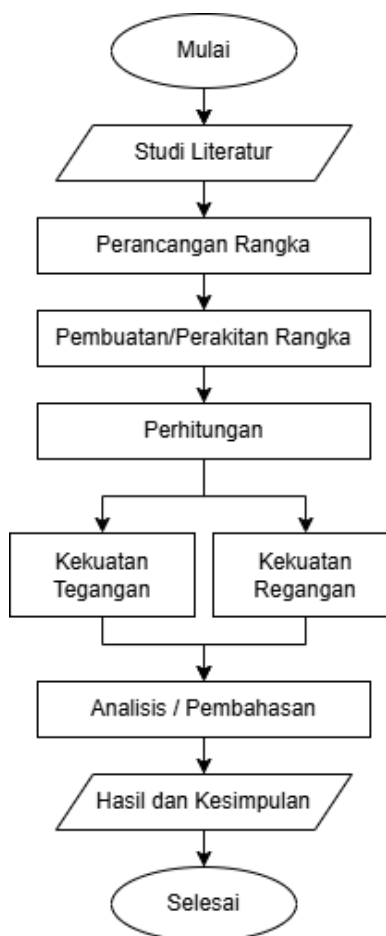 Mulai
Studi Literatur
Perancangan Rangka
Pembuatan/Perakitan Rangka
Perhitungan
Kekuatan
Tegangan
Kekuatan
Regangan
Analisis / Pembahasan
Hasil dan Kesimpulan
Selesai